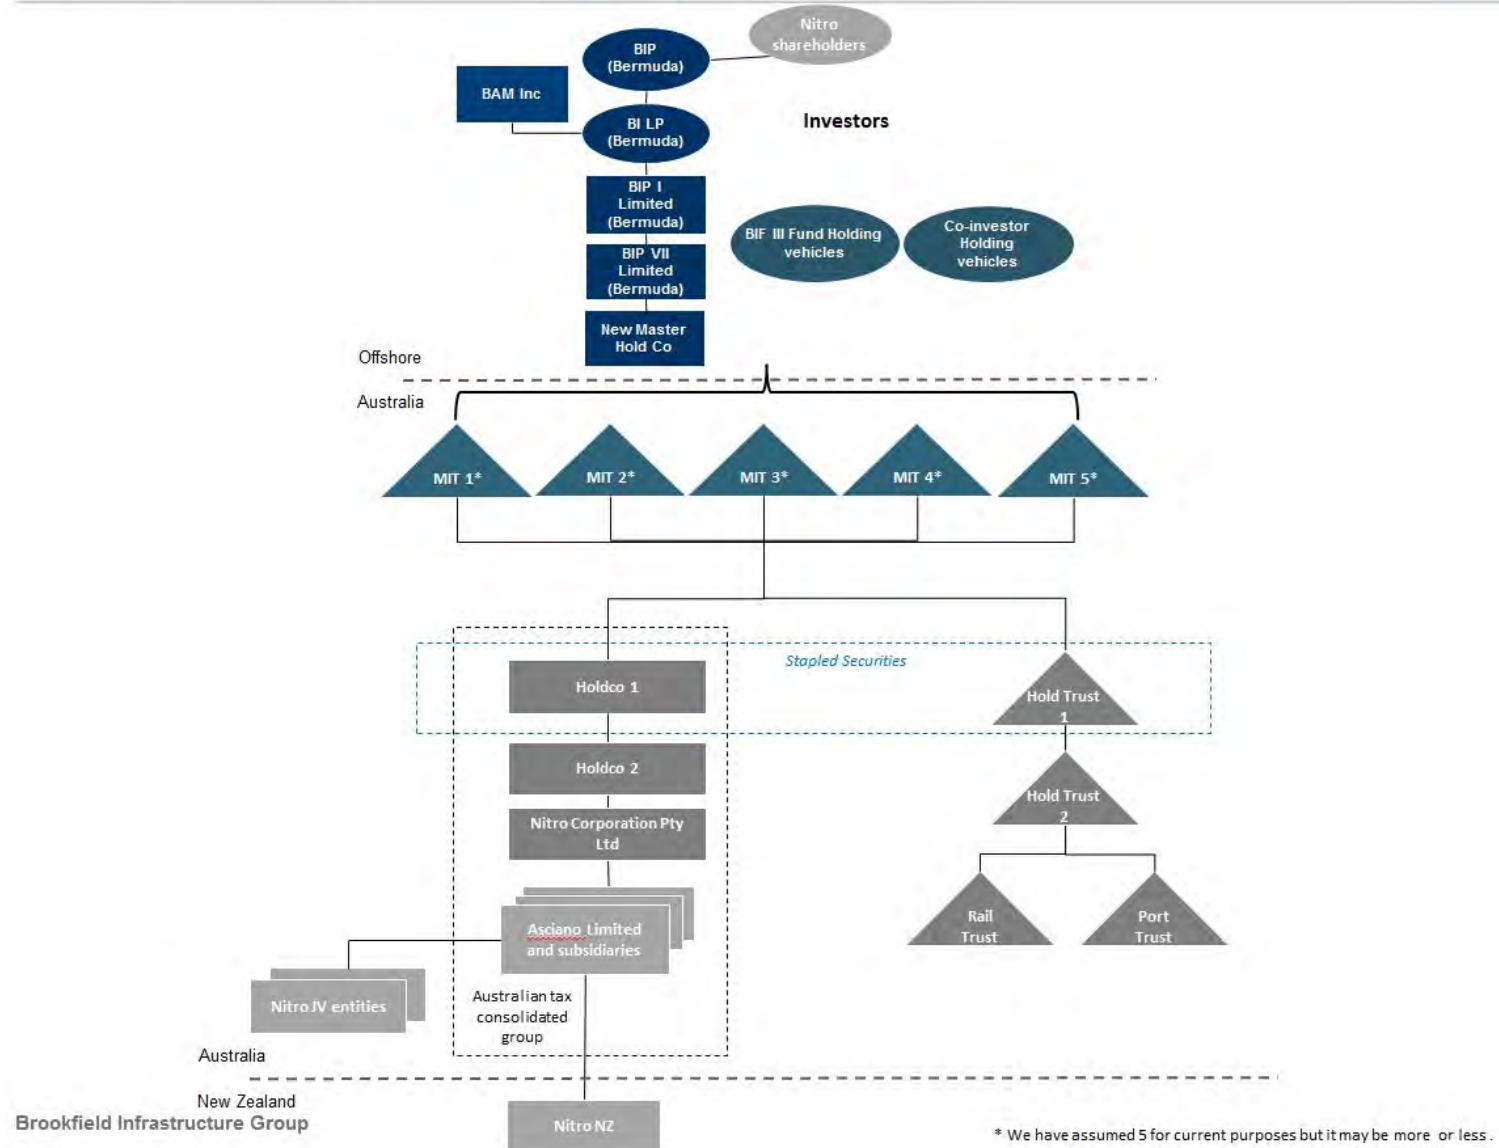 Nitro
shareholders
BIP
(Bermuda)
BAM Inc
BI LP
(Bermuda)
Investors
BIP I
Limited
(Bermuda)
BIF III Fund Holding
vehicles
Co-investor
Holding
vehicles
BIP VII
Limited
(Bermuda)
New Master
Hold Co
Offshore
Australia
MIT 1*
MIT 2*
MIT 3*
MIT 4*
MIT 5*
Stapled Securities
Holdco 1
Hold Trust
1
Holdco 2
Hold Trust
2
Nitro Corporation Pty
Ltd
Rail
Trust
Port
Trust
Asciano Limited
and subsidiaries
Nitro JV entities
Australian tax
consolidated
group
Australia
New Zealand
Nitro NZ
Brookfield Infrastructure Group
* We have assumed 5 for current purposes but it may be more or less.